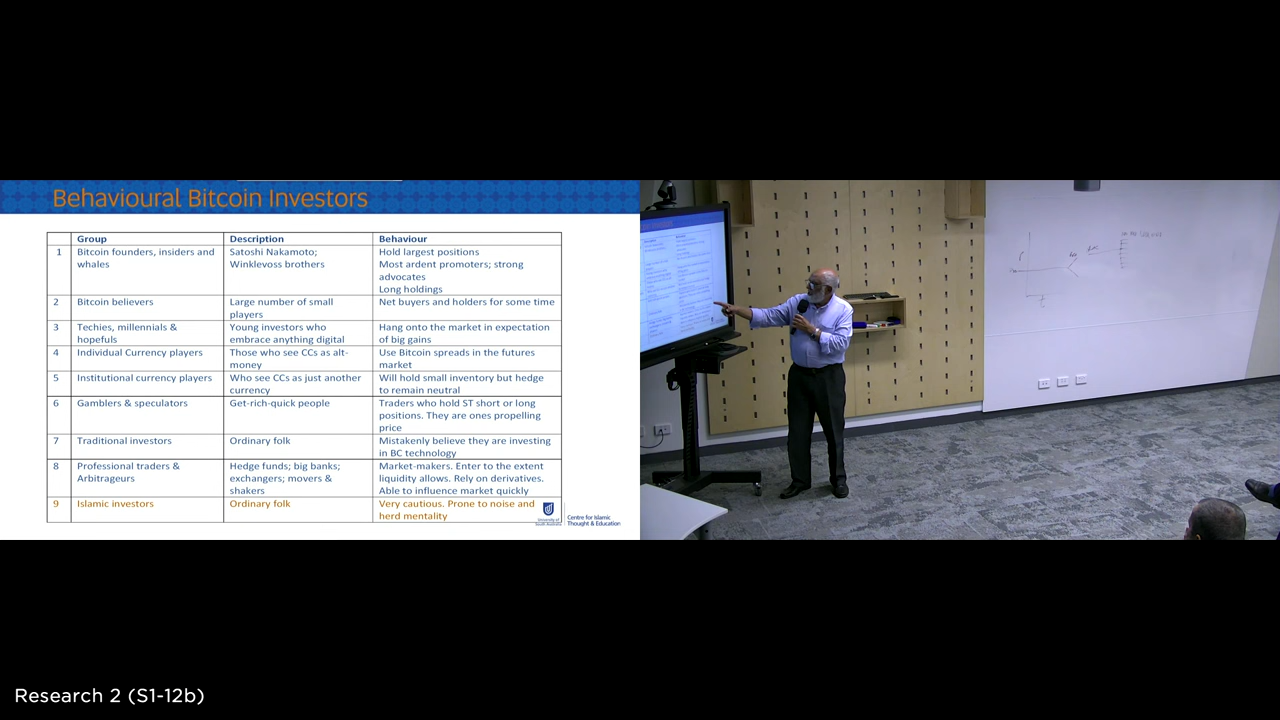 Behavioural Bitcoin Investors
Group Description Behaviour
1 Bitcoin founders, insiders and Satoshi Nakamoto; Hold largest positions
whales Winklevoss brothers Most ardent promoters; strong
advocates
Long holdings
2 Bitcoin believers Large number of small Net buyers and holders for some time
players
3 Techies, millennials & Young investors who Hang onto the market in expectation
hopefuls embrace anything digital of big gains
4 Individual Currency players Those who see CCs as alt- Use Bitcoin spreads in the futures
money market
5 Institutional currency players Who see CCs as just another Will hold small inventory but hedge
currency to remain neutral
6 Gamblers & speculators Get-rich-quick people Traders who hold ST short or long
positions. They are ones propelling
price
7 Traditional investors Ordinary folk Mistakenly believe they are investing
in BC technology
8 Professional traders & Hedge funds; big banks; Market-makers. Enter to the extent
Arbitrageurs exchangers; movers & liquidity allows. Rely on derivatives.
shakers Able to influence market quickly
9 Islamic investors Ordinary folk Very cautious. Prone to noise and
herd mentality
University of
South Australia
Centre for Islamic
Thought & Education
Research 2 (S1-12b)